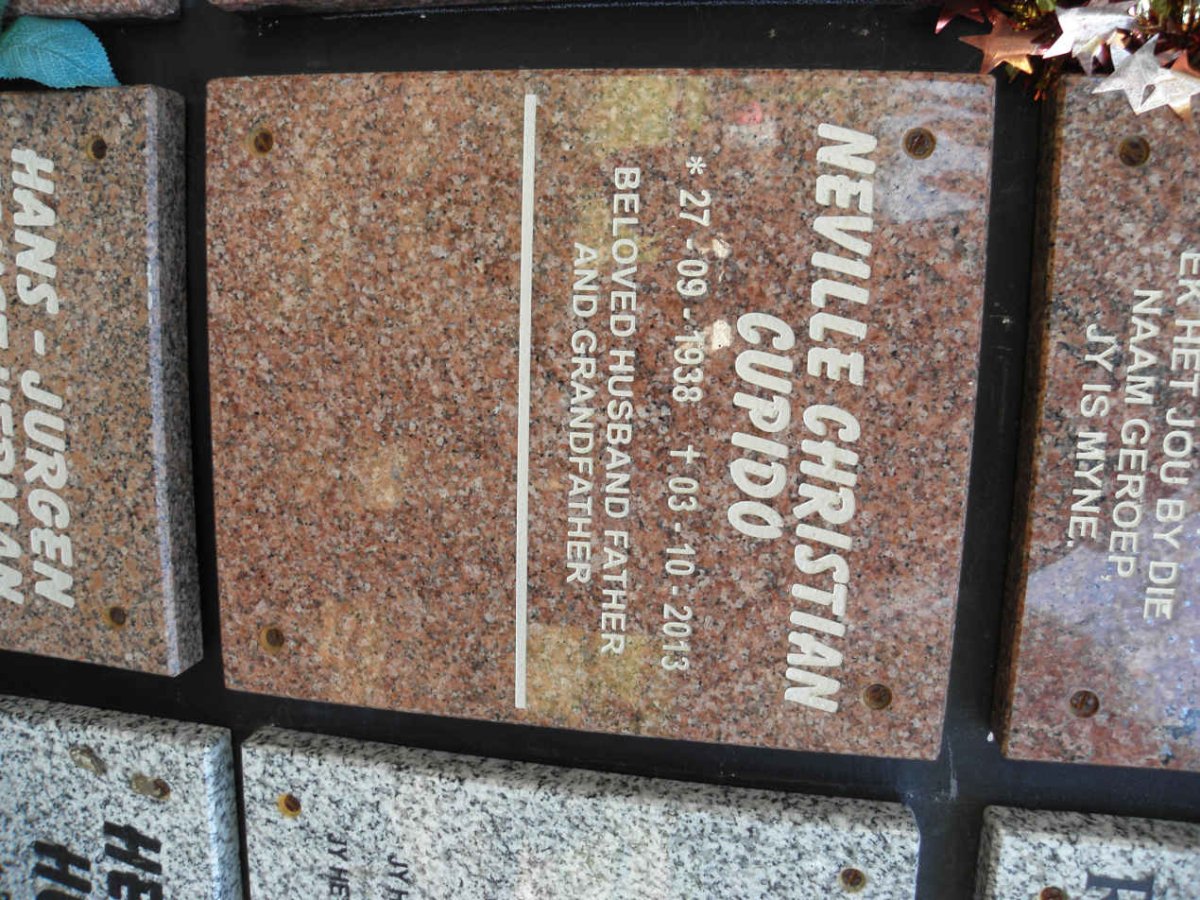 EK HET JOU BY DIE
NAAM GEROEP,
JY IS MYNE.
NEVILLE CHRISTIAN
CUPIDO
* 27 - 09 - 1938 † 03 - 10 - 2013
BELOVED HUSBAND AND FATHER
AND GRANDFATHER
HANS - JURGEN